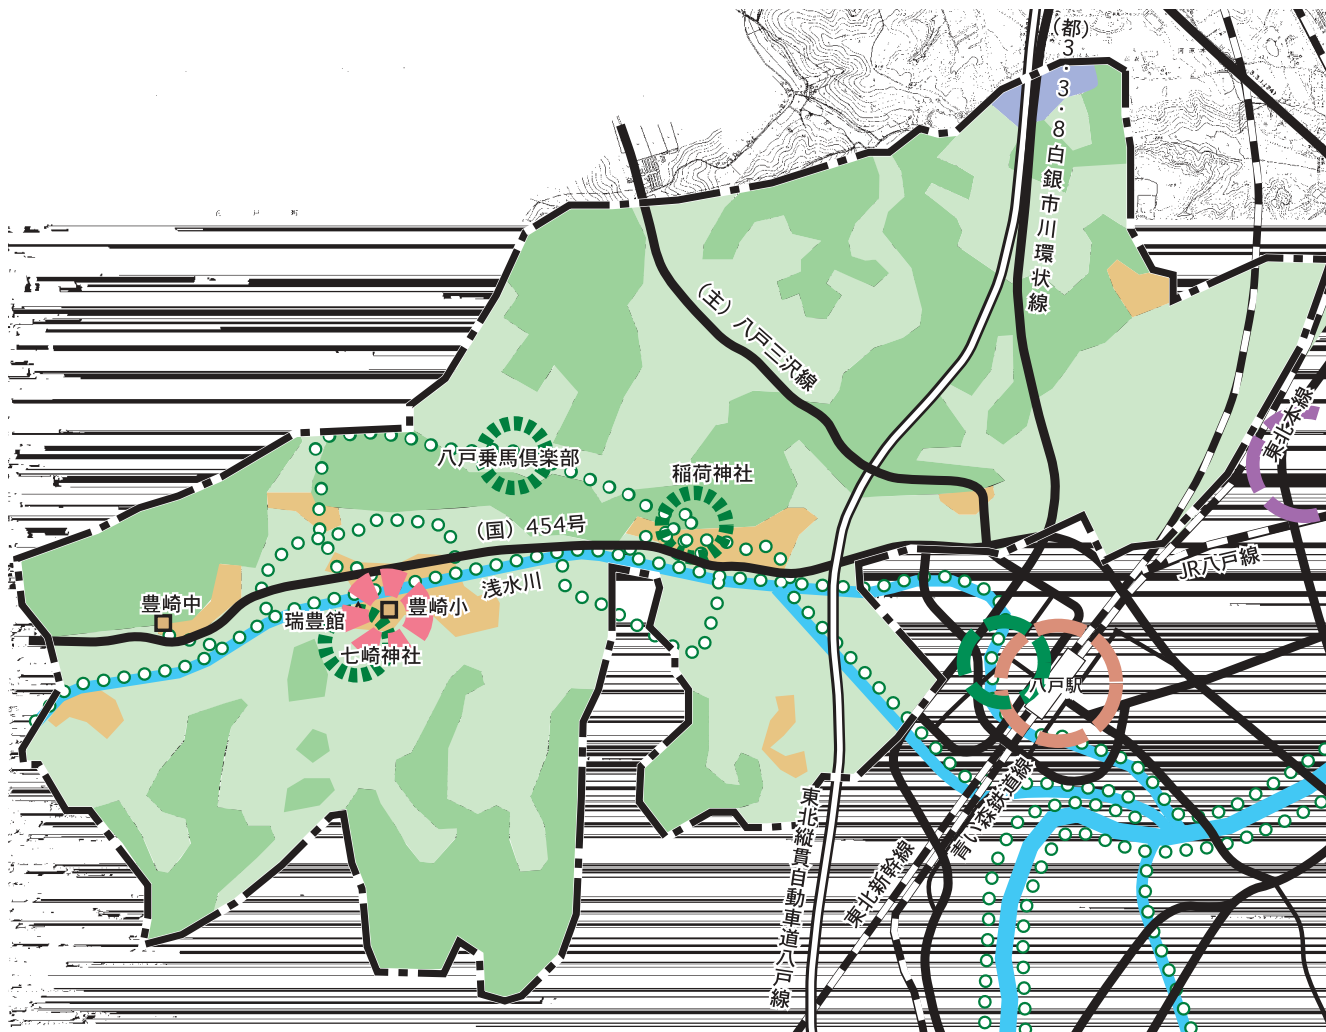 （都）3・3・8白銀市川環状線
（主）八戸三沢線
東北本線
八戸乗馬倶楽部
稲荷神社
（国）454号
JR八戸線
浅水川
豊崎中
豊崎小
瑞豊館
七崎神社
八戸駅
青い森鉄道線
東北新幹線
東北縦貫自動車道八戸線